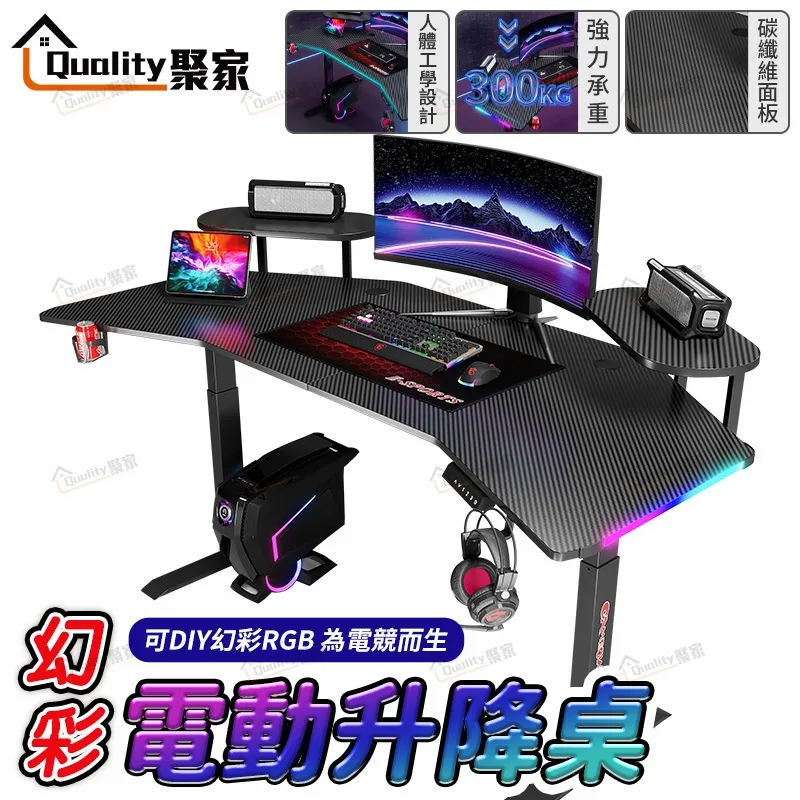 Quality聚家
人體工學設計
300KG
強力承重
碳纖維面板
E-SPORTS
可DIY幻彩RGB 為電競而生
幻彩
電動升降桌